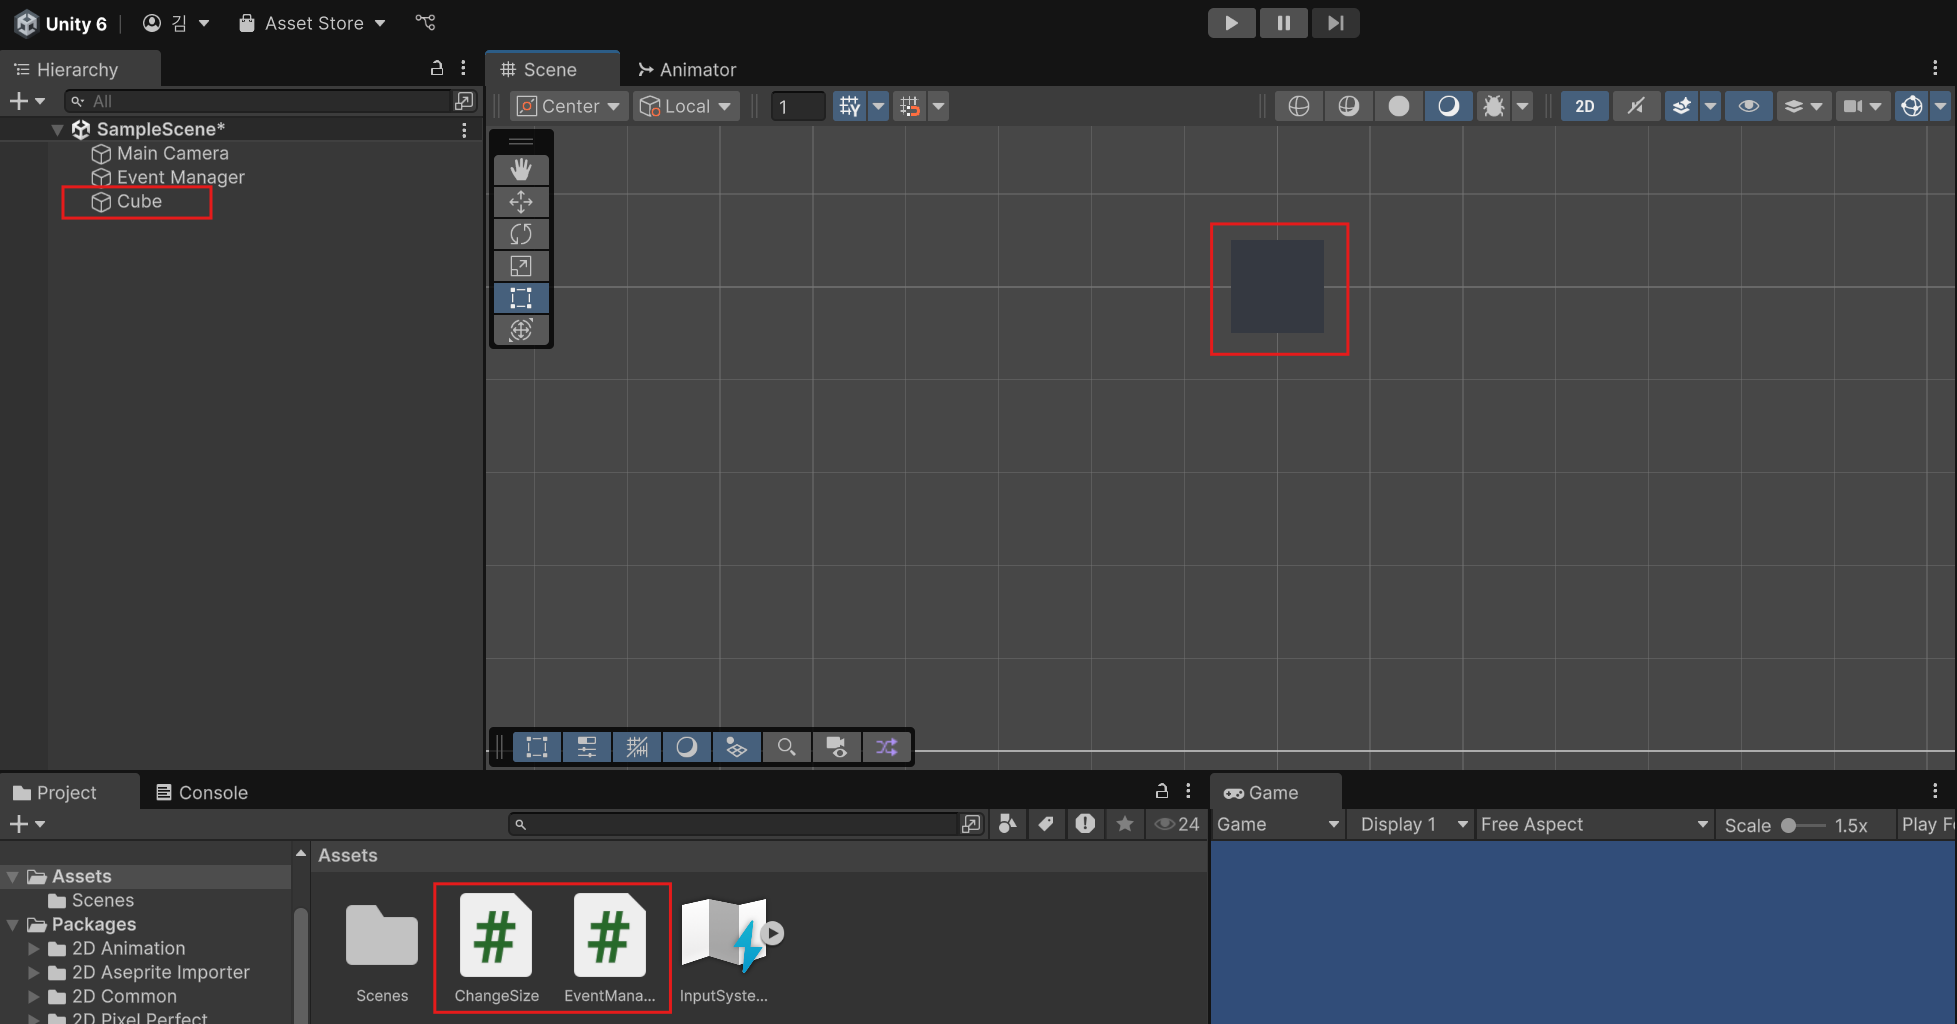 Unity 6 김 Asset Store
Hierarchy
All
SampleScene*
Main Camera
Event Manager
Cube
Scene Animator
Center Local 1 2D
Project Console
24
Assets
Scenes
Packages
2D Animation
2D Aseprite Importer
2D Common
2D Pixel Perfect
Assets
Scenes ChangeSize EventMana... InputSyste...
Game
Game Display 1 Free Aspect Scale 1.5x Play F